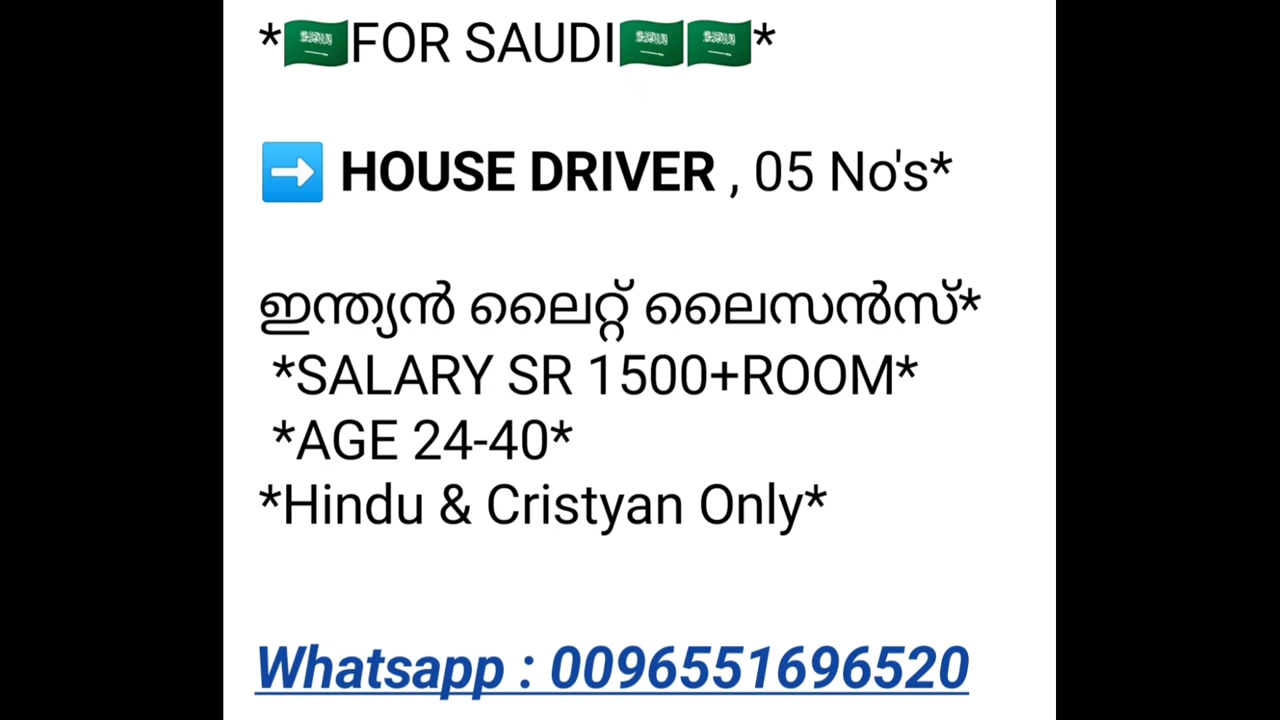 *🇸🇦FOR SAUDI🇸🇦🇸🇦*
➡️ HOUSE DRIVER , 05 No's*
ഇന്ത്യൻ ലൈറ്റ് ലൈസൻസ്*
*SALARY SR 1500+ROOM*
*AGE 24-40*
*Hindu & Cristyan Only*
Whatsapp : 0096551696520